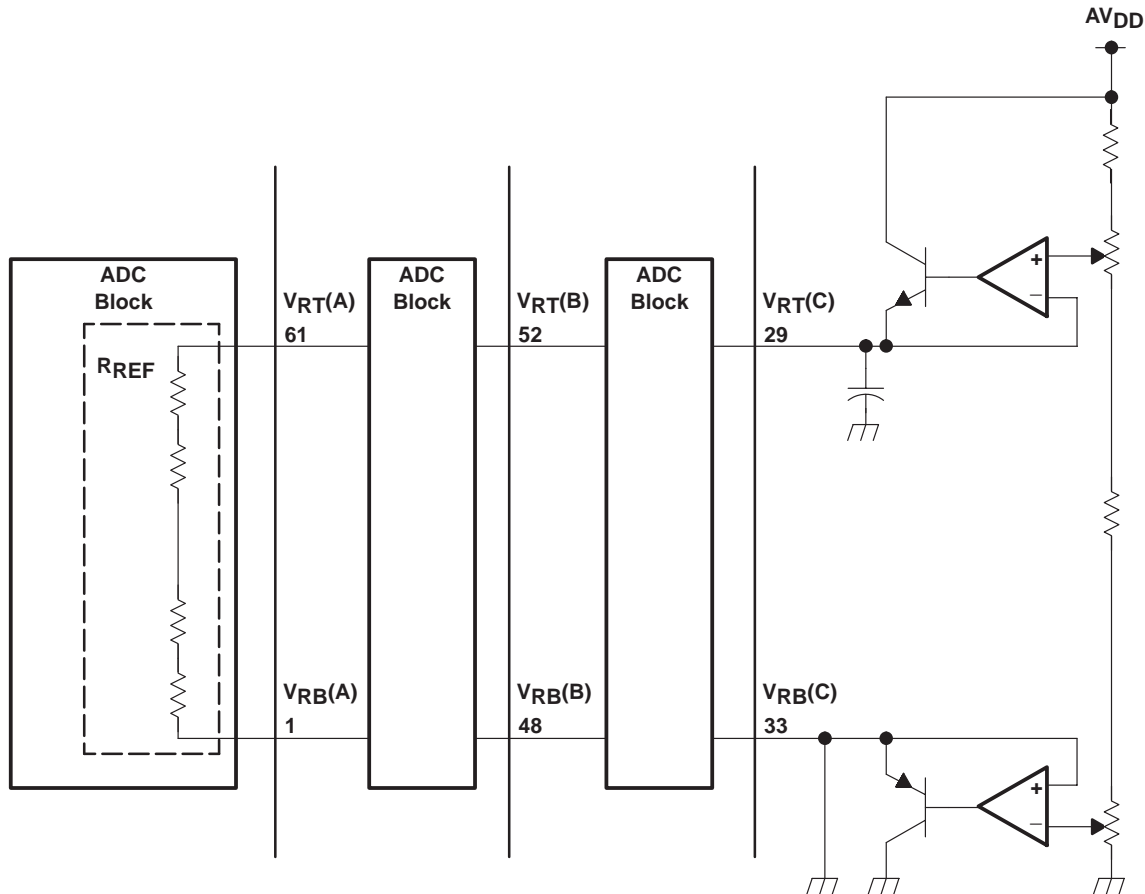 AVDD
ADC
Block
RREF
VRT(A)
61
ADC
Block
VRT(B)
52
ADC
Block
VRT(C)
29
+
−
VRB(A)
1
VRB(B)
48
VRB(C)
33
+
−